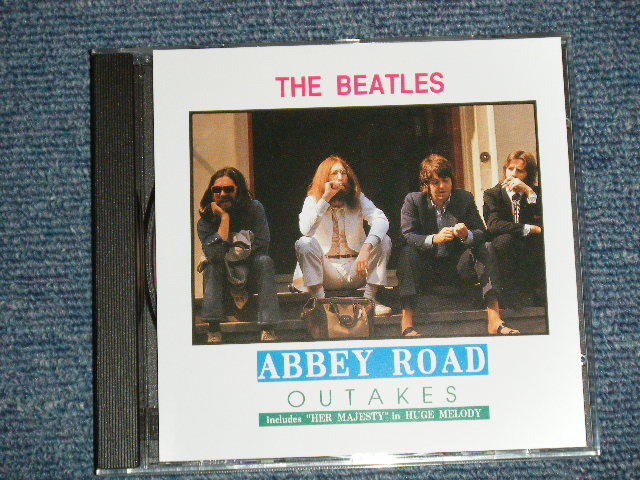 THE BEATLES
ABBEY ROAD
OUTAKES
Includes "HER MAJESTY" in HUGE MELODY